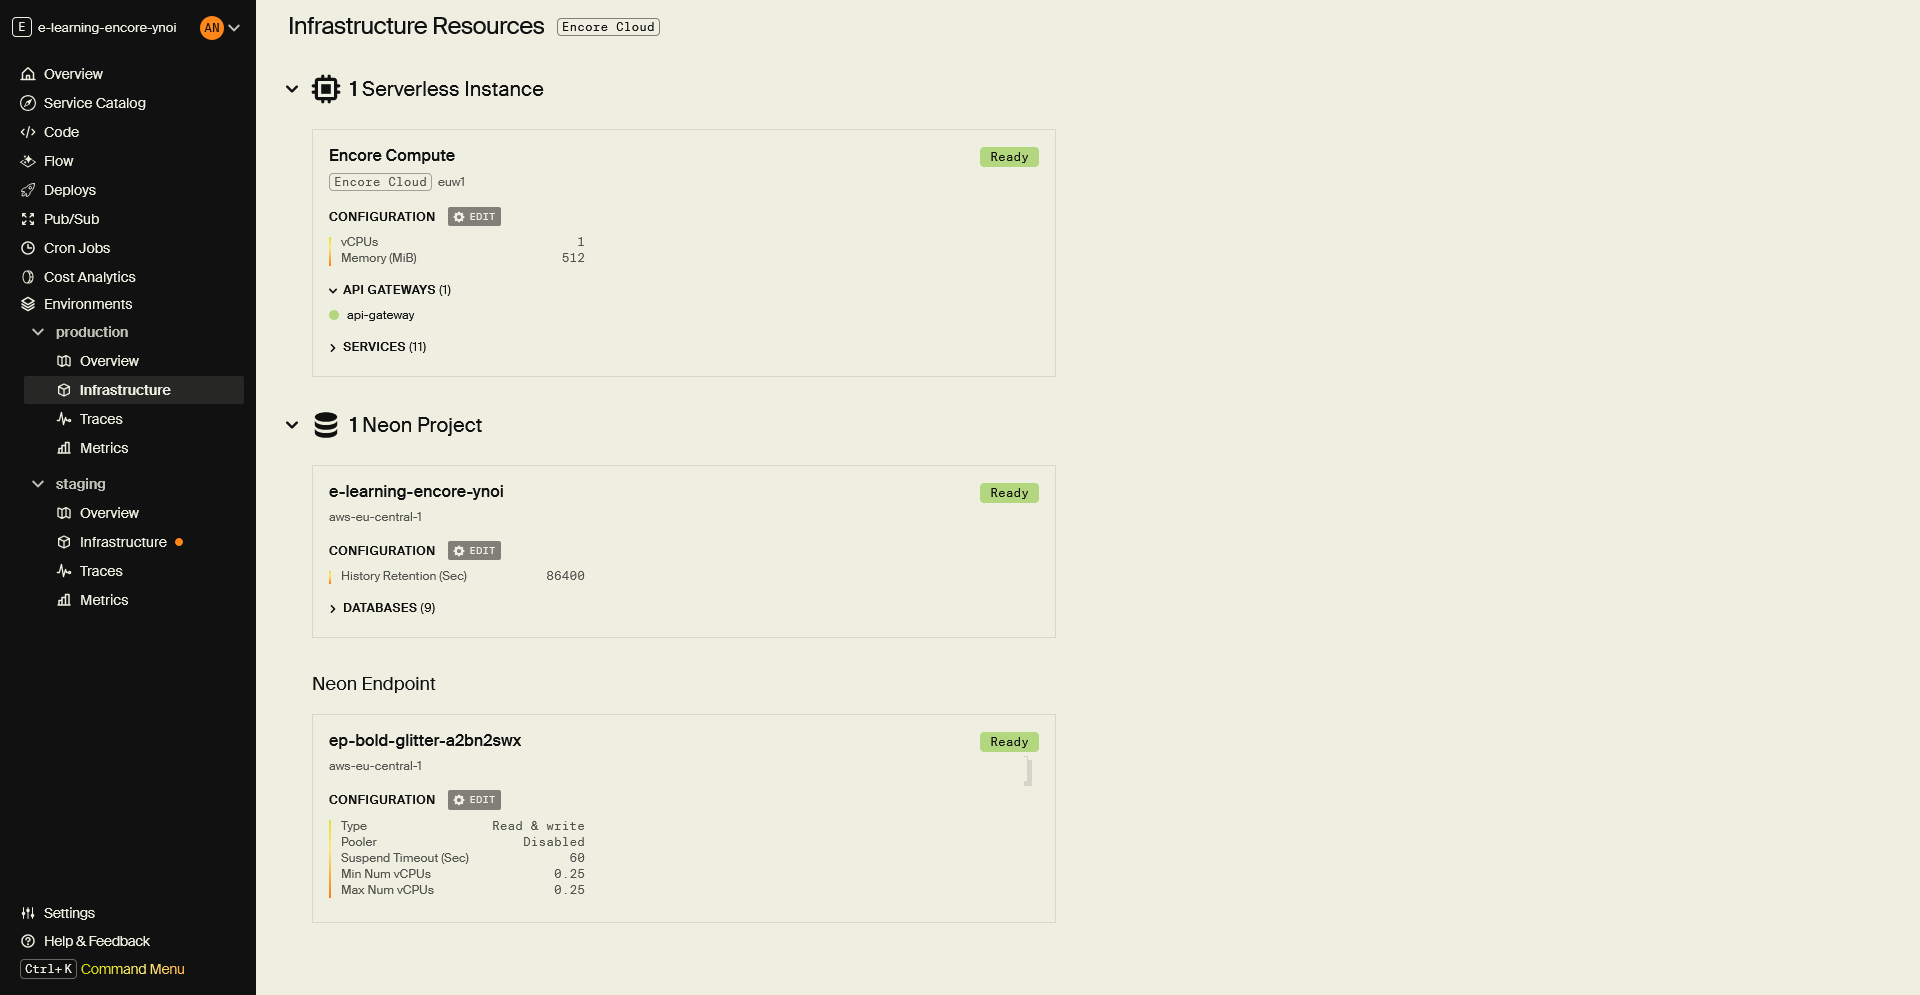 E e-learning-encore-ynoi AN
Overview
Service Catalog
Code
Flow
Deploys
Pub/Sub
Cron Jobs
Cost Analytics
Environments
production
Overview
Infrastructure
Traces
Metrics
staging
Overview
Infrastructure
Traces
Metrics
Settings
Help & Feedback
Ctrl+K Command Menu
Infrastructure Resources Encore Cloud
1 Serverless Instance
Encore Compute Ready
Encore Cloud euw1
CONFIGURATION EDIT
vCPUs 1
Memory (MiB) 512
API GATEWAYS (1)
api-gateway
SERVICES (11)
1 Neon Project
e-learning-encore-ynoi Ready
aws-eu-central-1
CONFIGURATION EDIT
History Retention (Sec) 86400
DATABASES (9)
Neon Endpoint
ep-bold-glitter-a2bn2swx Ready
aws-eu-central-1
CONFIGURATION EDIT
Type Read & write
Pooler Disabled
Suspend Timeout (Sec) 60
Min Num vCPUs 0.25
Max Num vCPUs 0.25